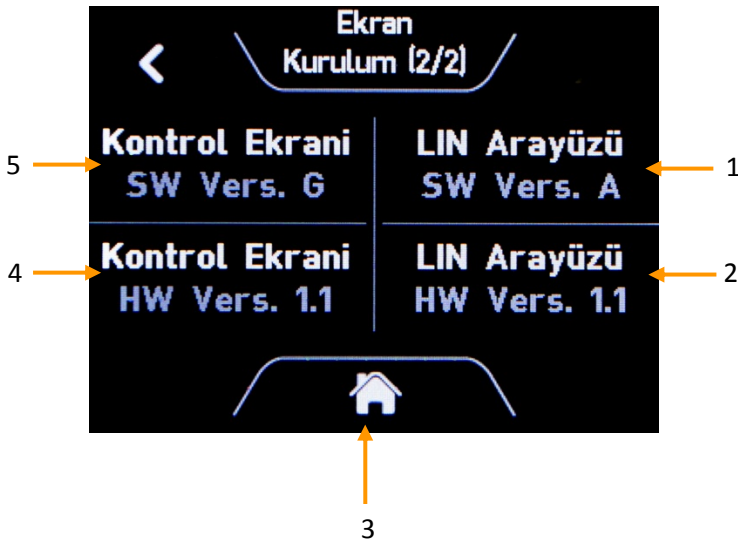 Ekran
Kurulum (2/2)
Kontrol Ekrani
SW Vers. G
LIN Arayüzü
SW Vers. A
5
1
Kontrol Ekrani
HW Vers. 1.1
LIN Arayüzü
HW Vers. 1.1
4
2
3